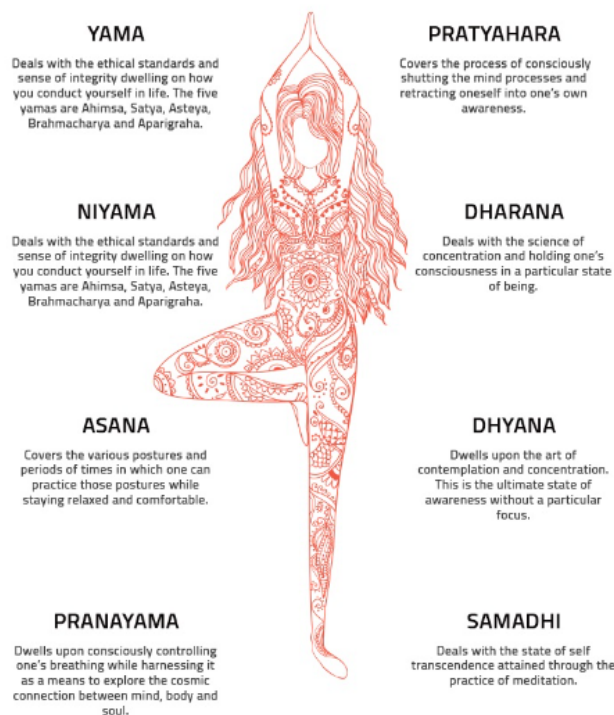 YAMA
Deals with the ethical standards and
sense of integrity dwelling on how
you conduct yourself in life. The five
yamas are Ahimsa, Satya, Asteya,
Brahmacharya and Aparigraha.
NIYAMA
Deals with the ethical standards and
sense of integrity dwelling on how
you conduct yourself in life. The five
yamas are Ahimsa, Satya, Asteya,
Brahmacharya and Aparigraha.
ASANA
Covers the various postures and
periods of times in which one can
practice those postures while
staying relaxed and comfortable.
PRANAYAMA
Dwells upon consciously controlling
one's breathing while harnessing it
as a means to explore the cosmic
connection between mind, body and
soul.
PRATYAHARA
Covers the process of consciously
shutting the mind processes and
retracting oneself into one's own
awareness.
DHARANA
Deals with the science of
concentration and holding one's
consciousness in a particular state
of being.
DHYANA
Dwells upon the art of
contemplation and concentration.
This is the ultimate state of
awareness without a particular
focus.
SAMADHI
Deals with the state of self
transcendence attained through the
practice of meditation.